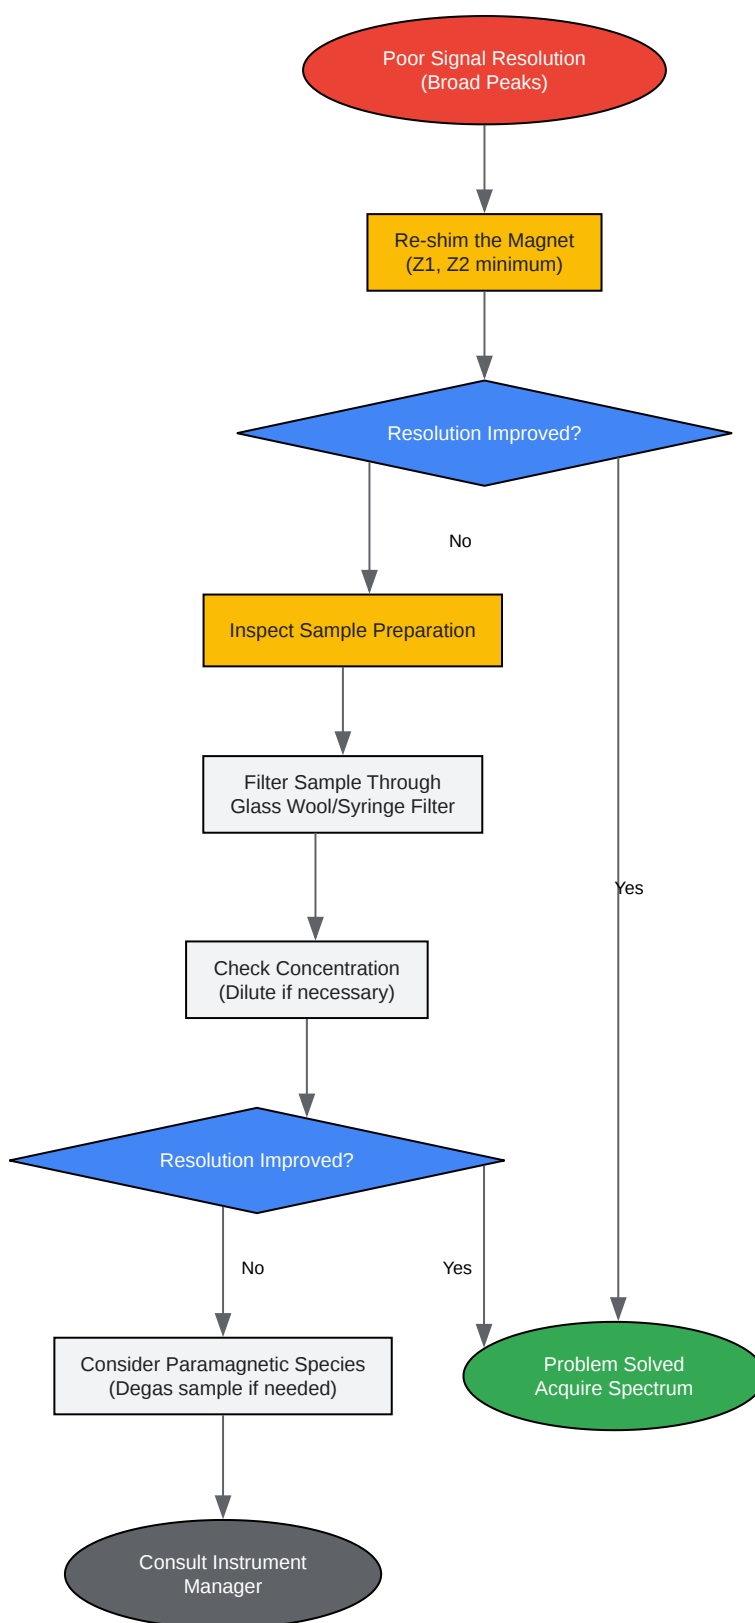 Poor Signal Resolution
(Broad Peaks)
Re-shim the Magnet
(Z1, Z2 minimum)
Resolution Improved?
No
Inspect Sample Preparation
Filter Sample Through
Glass Wool/Syringe Filter
Yes
Check Concentration
(Dilute if necessary)
Resolution Improved?
No
Yes
Consider Paramagnetic Species
(Degas sample if needed)
Problem Solved
Acquire Spectrum
Consult Instrument
Manager